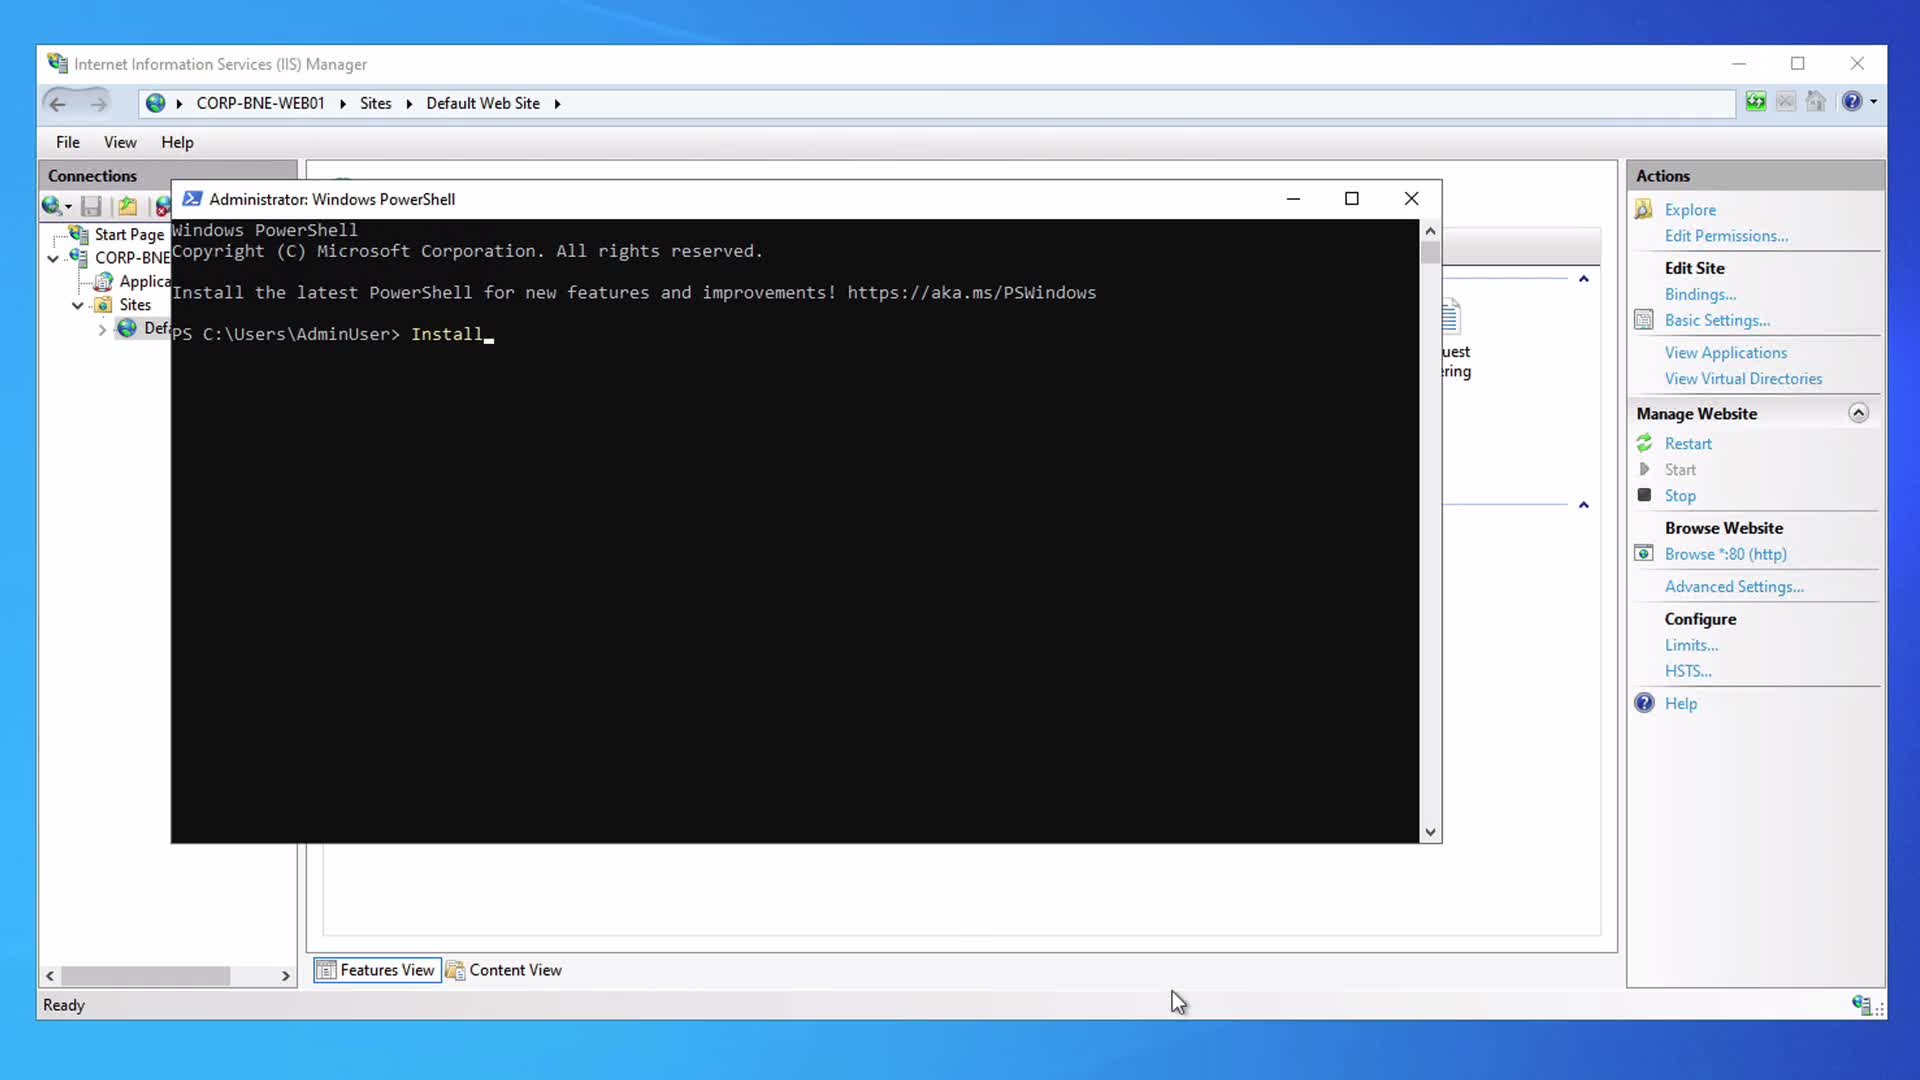 Internet Information Services (IIS) Manager
CORP-BNE-WEB01 Sites Default Web Site
File View Help
Connections
Start Page
CORP-BNE
Applica
Sites
Def
Administrator: Windows PowerShell
Windows PowerShell
Copyright (C) Microsoft Corporation. All rights reserved.
Install the latest PowerShell for new features and improvements! https://aka.ms/PSWindows
PS C:\Users\AdminUser> Install
uest
ering
Features View Content View
Ready
Actions
Explore
Edit Permissions...
Edit Site
Bindings...
Basic Settings...
View Applications
View Virtual Directories
Manage Website
Restart
Start
Stop
Browse Website
Browse *:80 (http)
Advanced Settings...
Configure
Limits...
HSTS...
Help